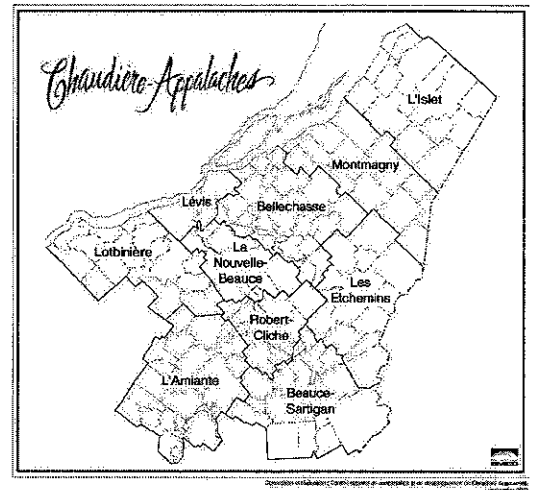 Chaudière-Appalaches
L'Islet
Montmagny
Lévis
Bellechasse
Lotbinière
La
Nouvelle-
Beauce
Les
Etchemins
Robert-
Cliche
L'Amiante
Beauce-
Sartigan